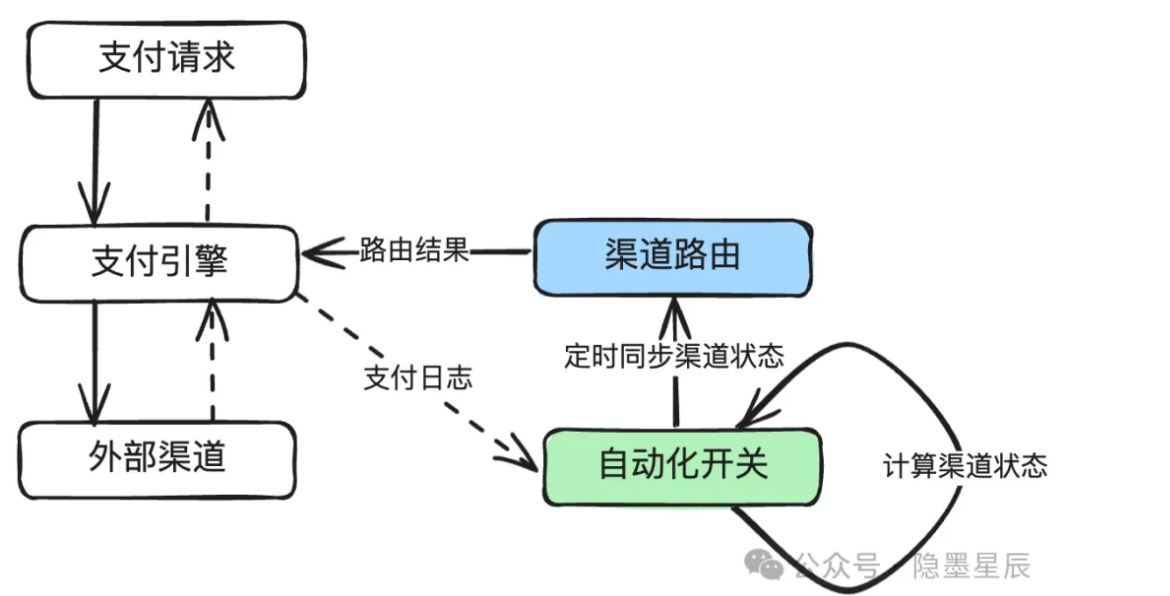 支付请求
支付引擎
路由结果
渠道路由
定时同步渠道状态
支付日志
外部渠道
自动化开关
计算渠道状态
公众号·隐墨星辰